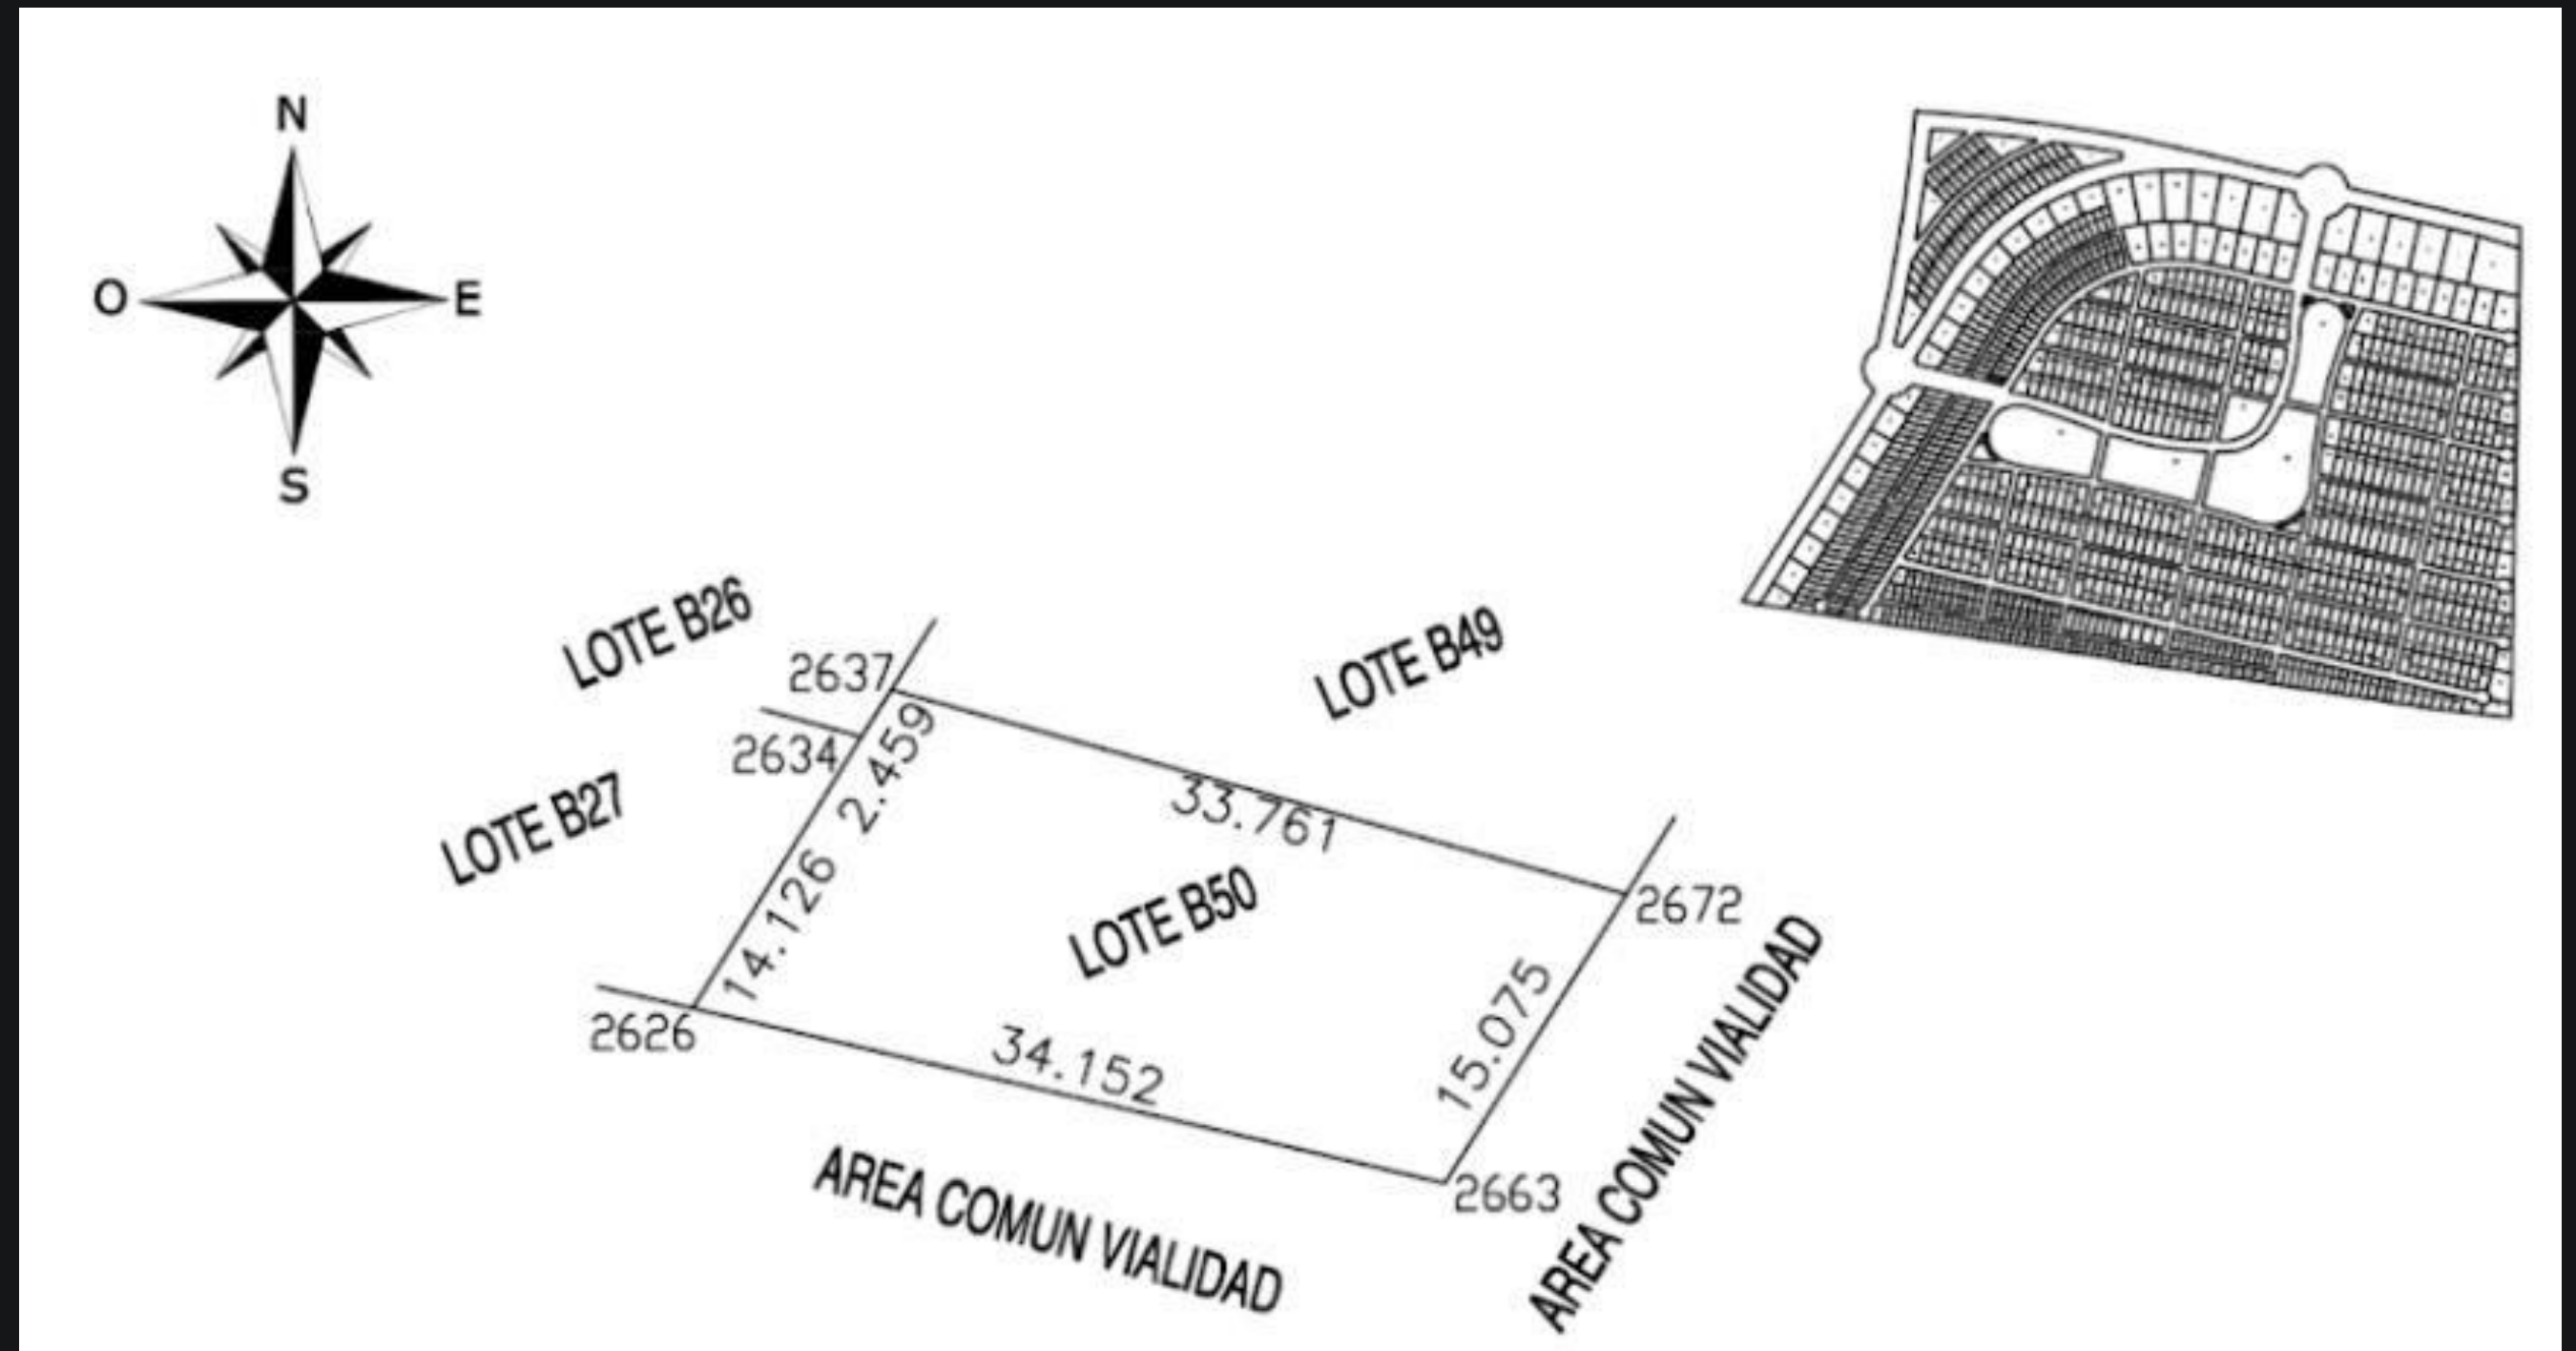 N
O
E
S
LOTE B26
LOTE B49
2637
2634
2.459
33.761
LOTE B27
14.126
LOTE B50
2672
15.075
2626
34.152
2663
AREA COMUN VIALIDAD
AREA COMUN VIALIDAD